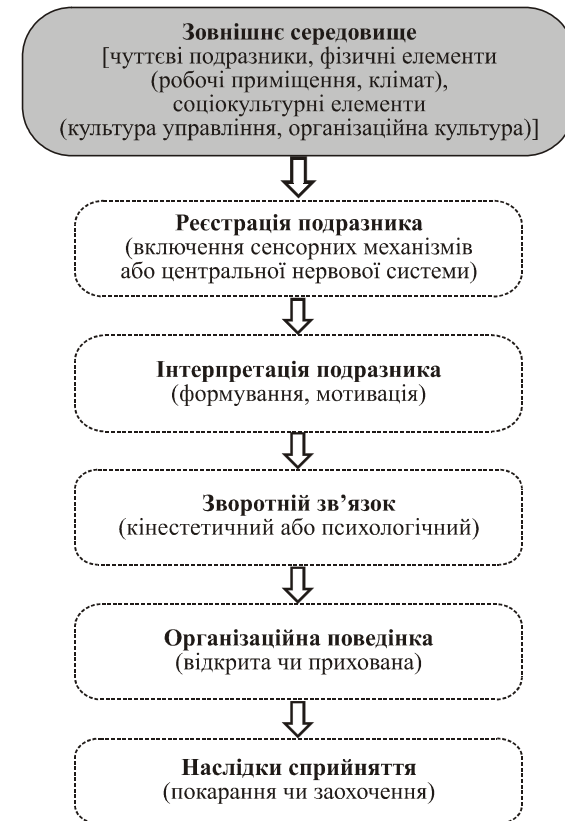 Зовнішнє середовище
[чуттєві подразники, фізичні елементи
(робочі приміщення, клімат),
соціокультурні елементи
(культура управління, організаційна культура)]
Реєстрація подразника
(включення сенсорних механізмів
або центральної нервової системи)
Інтерпретація подразника
(формування, мотивація)
Зворотній зв’язок
(кінестетичний або психологічний)
Організаційна поведінка
(відкрита чи прихована)
Наслідки сприйняття
(покарання чи заохочення)